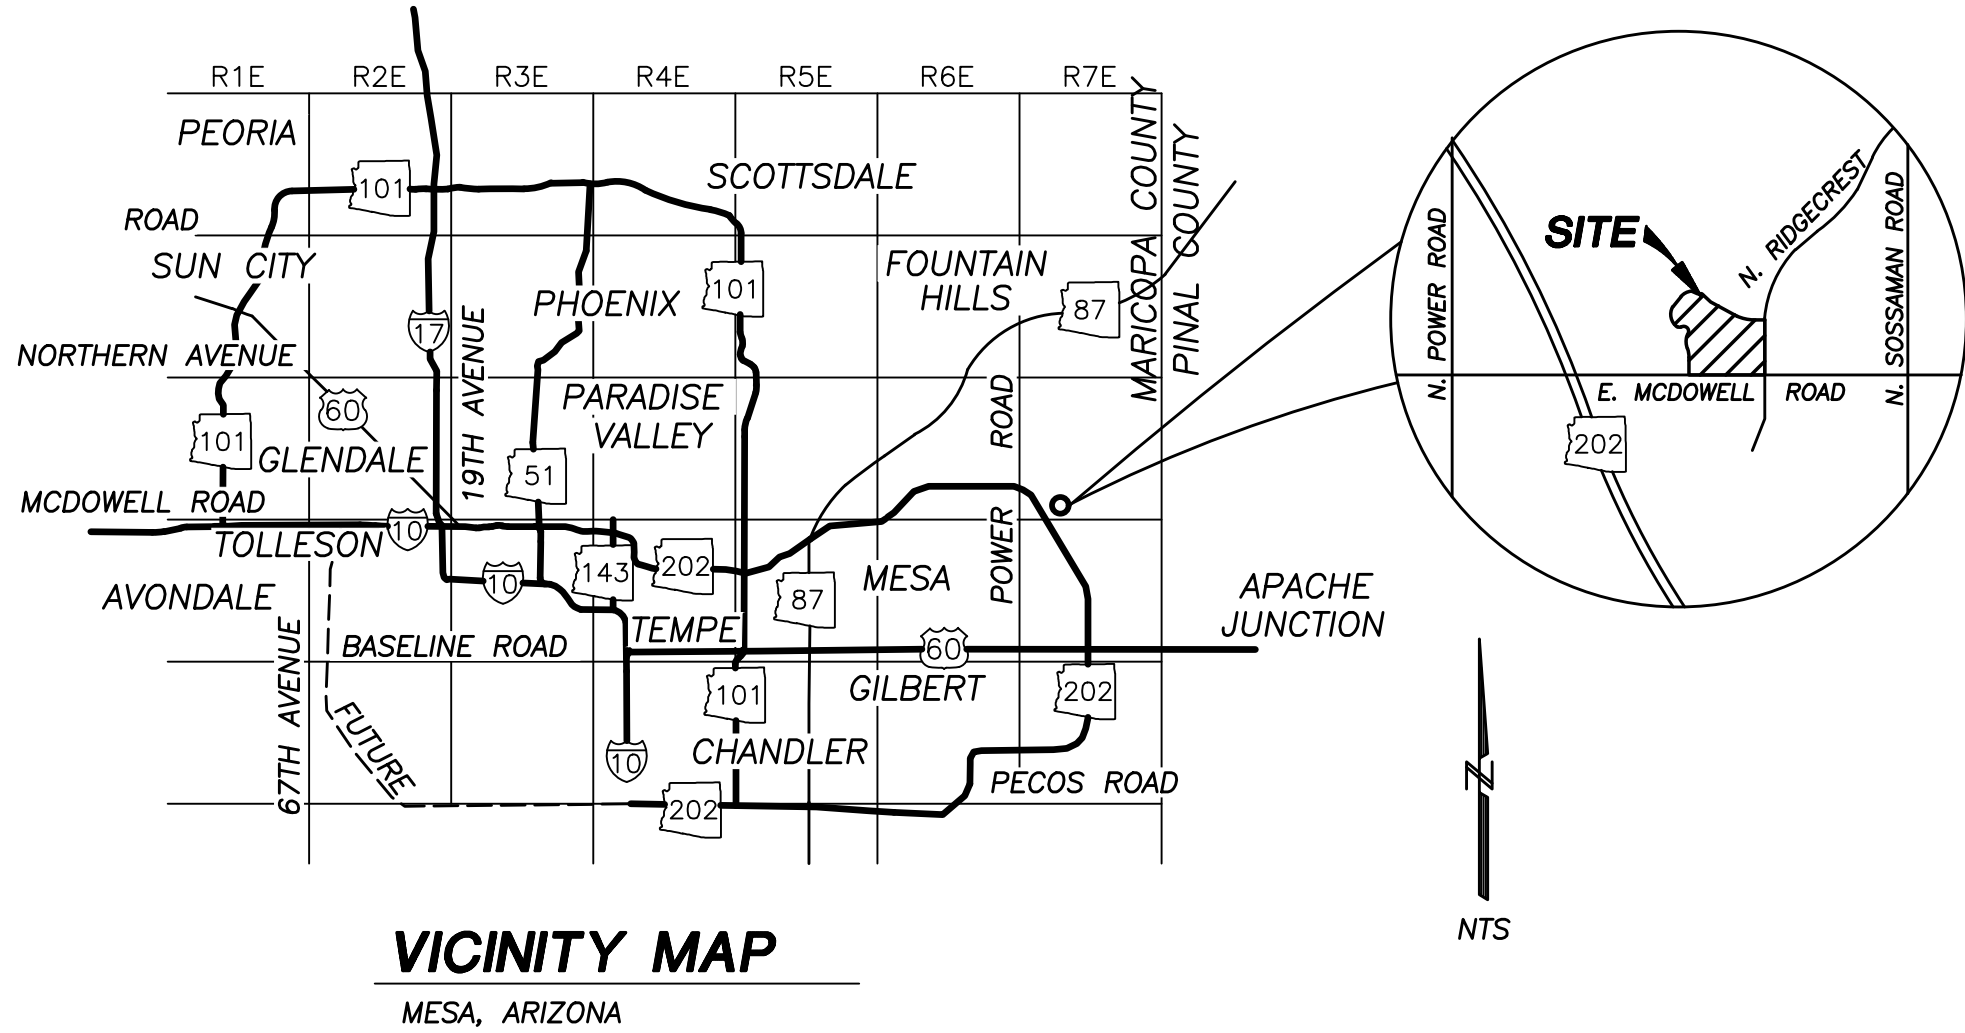 R1E R2E R3E R4E R5E R6E R7E
PEORIA
101
SCOTTSDALE
MARICOPA COUNTY
PINAL COUNTY
ROAD
SUN CITY
PHOENIX
101
FOUNTAIN
HILLS
87
17
19TH AVENUE
NORTHERN AVENUE
60
PARADISE
VALLEY
POWER ROAD
101
GLENDALE
51
MCDOWELL ROAD
10
TOLLESON
10
143
202
87
MESA
AVONDALE
67TH AVENUE
BASELINE ROAD
TEMPE
60
APACHE
JUNCTION
101
GILBERT
202
FUTURE
10
CHANDLER
202
PECOS ROAD
N. POWER ROAD
SITE
N. RIDGECREST
N. SOSSAMAN ROAD
E. MCDOWELL ROAD
202
N
NTS
VICINITY MAP
MESA, ARIZONA